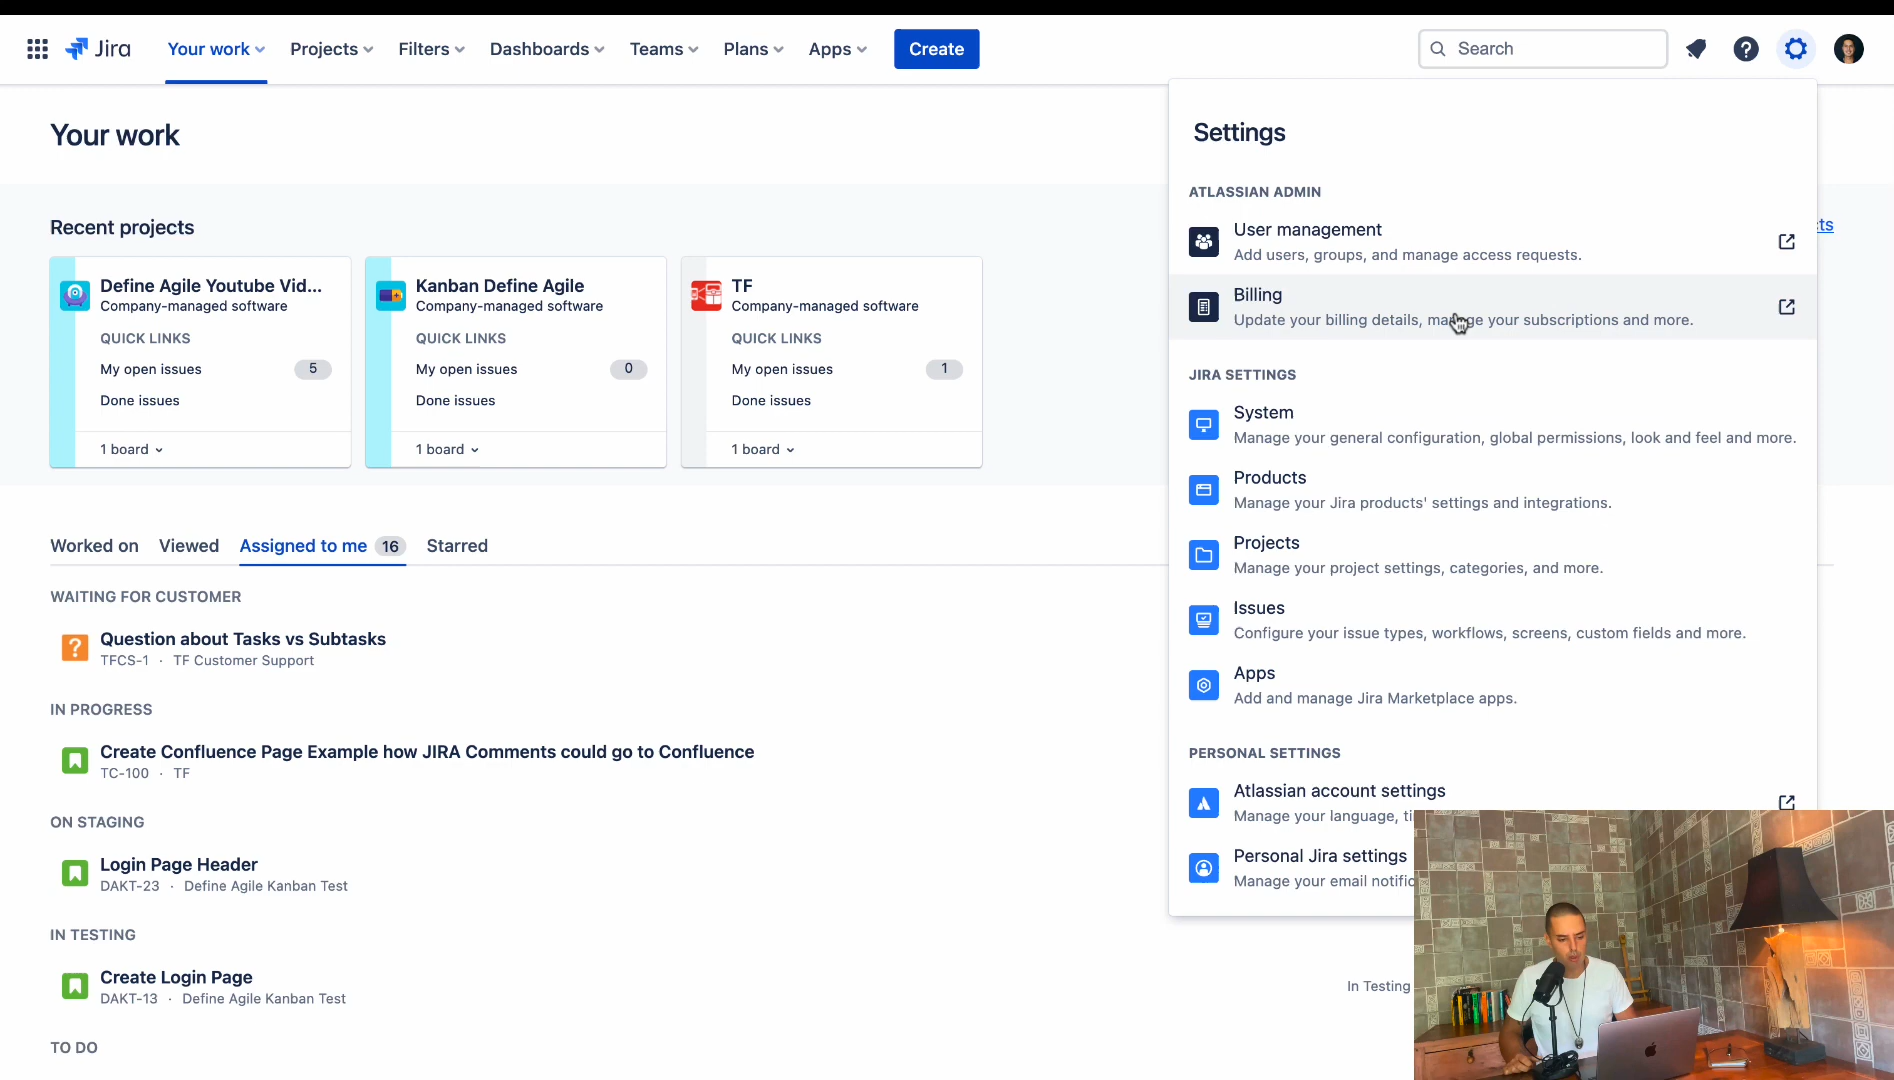 Jira
Your work
Projects
Filters
Dashboards
Teams
Plans
Apps
Create
Search
Your work
Recent projects
Define Agile Youtube Vid...
Company-managed software
QUICK LINKS
My open issues 5
Done issues
1 board
Kanban Define Agile
Company-managed software
QUICK LINKS
My open issues 0
Done issues
1 board
TF
Company-managed software
QUICK LINKS
My open issues 1
Done issues
1 board
Worked on
Viewed
Assigned to me 16
Starred
WAITING FOR CUSTOMER
Question about Tasks vs Subtasks
TFCS-1 · TF Customer Support
IN PROGRESS
Create Confluence Page Example how JIRA Comments could go to Confluence
TC-100 · TF
ON STAGING
Login Page Header
DAKT-23 · Define Agile Kanban Test
IN TESTING
Create Login Page
DAKT-13 · Define Agile Kanban Test
In Testing
TO DO
Settings
ATLASSIAN ADMIN
User management
Add users, groups, and manage access requests.
Billing
Update your billing details, manage your subscriptions and more.
JIRA SETTINGS
System
Manage your general configuration, global permissions, look and feel and more.
Products
Manage your Jira products' settings and integrations.
Projects
Manage your project settings, categories, and more.
Issues
Configure your issue types, workflows, screens, custom fields and more.
Apps
Add and manage Jira Marketplace apps.
PERSONAL SETTINGS
Atlassian account settings
Manage your language, ti
Personal Jira settings
Manage your email notific
cts